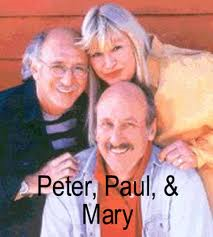 Peter, Paul, &
Mary